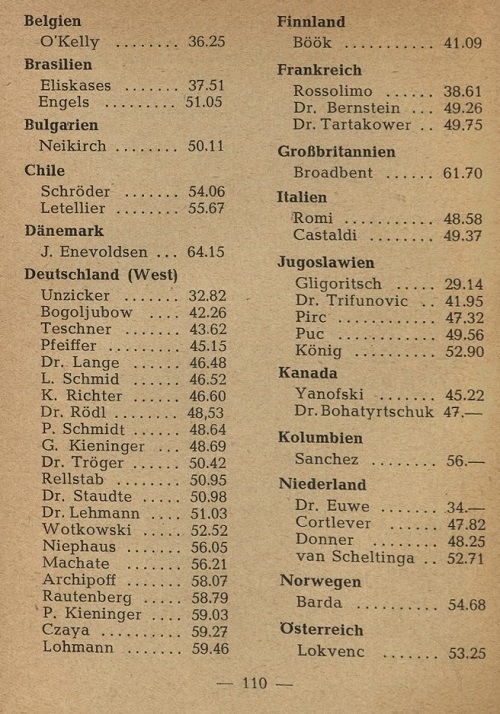 Belgien
O'Kelly ........ 36.25
Brasilien
Eliskases ....... 37.51
Engels ......... 51.05
Bulgarien
Neikirch ........ 50.11
Chile
Schröder ....... 54.06
Letellier ........ 55.67
Dänemark
J. Enevoldsen ... 64.15
Deutschland (West)
Unzicker ....... 32.82
Bogoljubow .... 42.26
Teschner ....... 43.62
Pfeiffer ........ 45.15
Dr. Lange ...... 46.48
L. Schmid ...... 46.52
K. Richter ...... 46.60
Dr. Rödl ........ 48,53
P. Schmidt ...... 48.64
G. Kieninger ... 48.69
Dr. Tröger ...... 50.42
Rellstab ........ 50.95
Dr. Staudte ..... 50.98
Dr. Lehmann .... 51.03
Wotkowski ..... 52.52
Niephaus ....... 56.05
Machate ....... 56.21
Archipoff ....... 58.07
Rautenberg ..... 58.79
P. Kieninger .... 59.03
Czaya .......... 59.27
Lohmann ....... 59.46
Finnland
Böök ........... 41.09
Frankreich
Rossolimo ...... 38.61
Dr. Bernstein ... 49.26
Dr. Tartakower .. 49.75
Großbritannien
Broadbent ...... 61.70
Italien
Romi ........... 48.58
Castaldi ........ 49.37
Jugoslawien
Gligoritsch ..... 29.14
Dr. Trifunovic .. 41.95
Pirc ............ 47.32
Puc ............ 49.56
König .......... 52.90
Kanada
Yanofski ....... 45.22
Dr. Bohatyrtschuk 47.—
Kolumbien
Sanchez ........ 56.—
Niederland
Dr. Euwe ....... 34.—
Cortlever ...... 47.82
Donner ........ 48.25
van Scheltinga .. 52.71
Norwegen
Barda .......... 54.68
Österreich
Lokvenc ....... 53.25
— 110 —